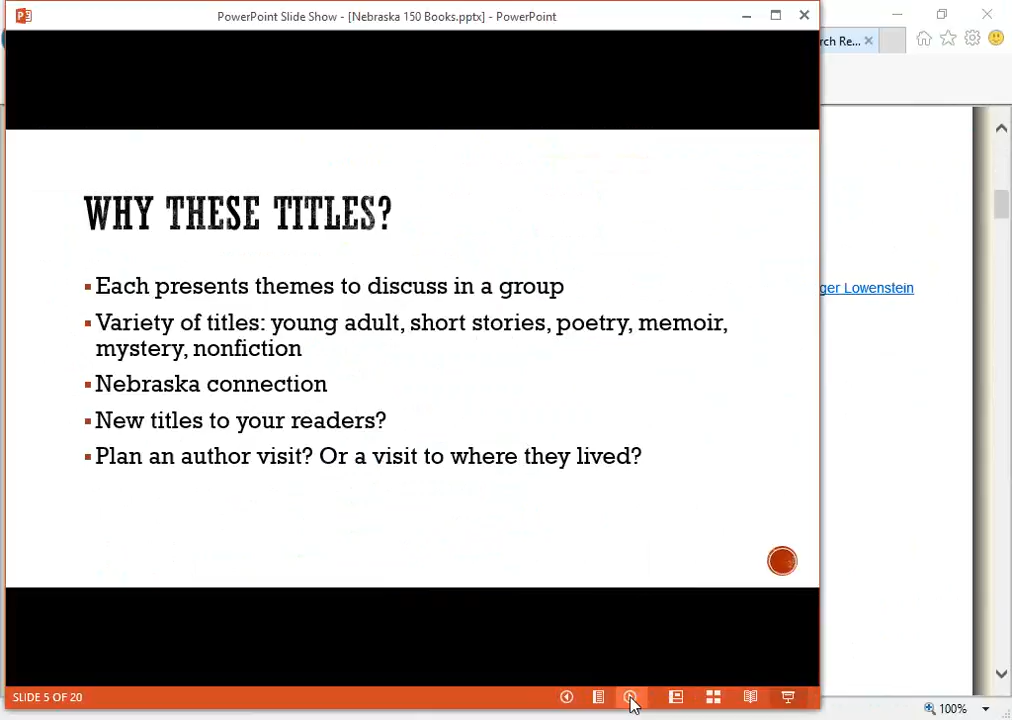 PowerPoint Slide Show - [Nebraska 150 Books.pptx] - PowerPoint
rch Re...
WHY THESE TITLES?
Each presents themes to discuss in a group
Variety of titles: young adult, short stories, poetry, memoir,
mystery, nonfiction
Nebraska connection
New titles to your readers?
Plan an author visit? Or a visit to where they lived?
ger Lowenstein
SLIDE 5 OF 20
100%